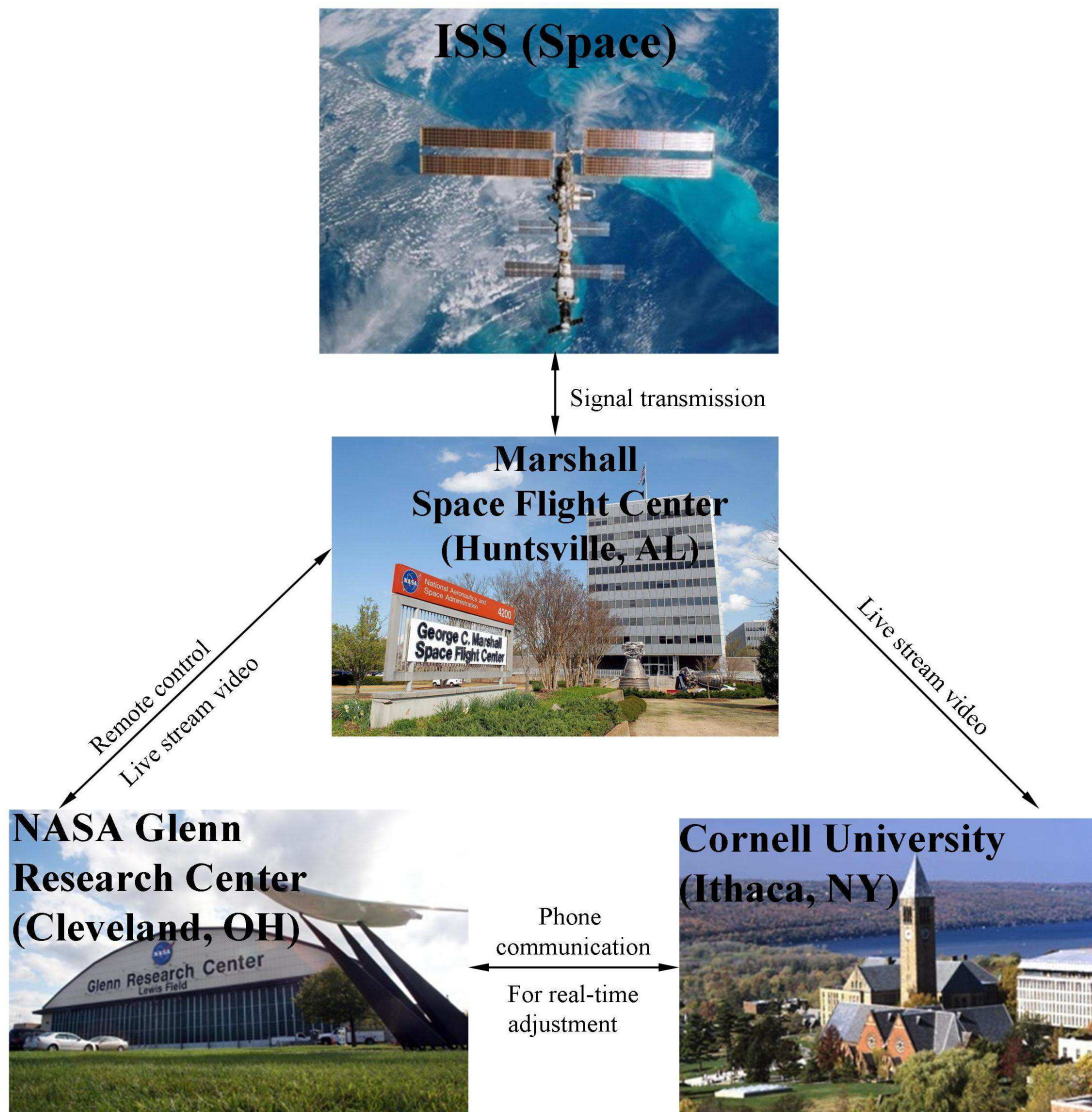 ISS (Space)
Signal transmission
Marshall
Space Flight Center
(Huntsville, AL)
NASA
National Aeronautics and
Space Administration
4200
George C. Marshall
Space Flight Center
Remote control
Live stream video
Live stream video
NASA Glenn
Research Center
(Cleveland, OH)
NASA
Glenn Research Center
Lewis Field
Phone
communication
For real-time
adjustment
Cornell University
(Ithaca, NY)